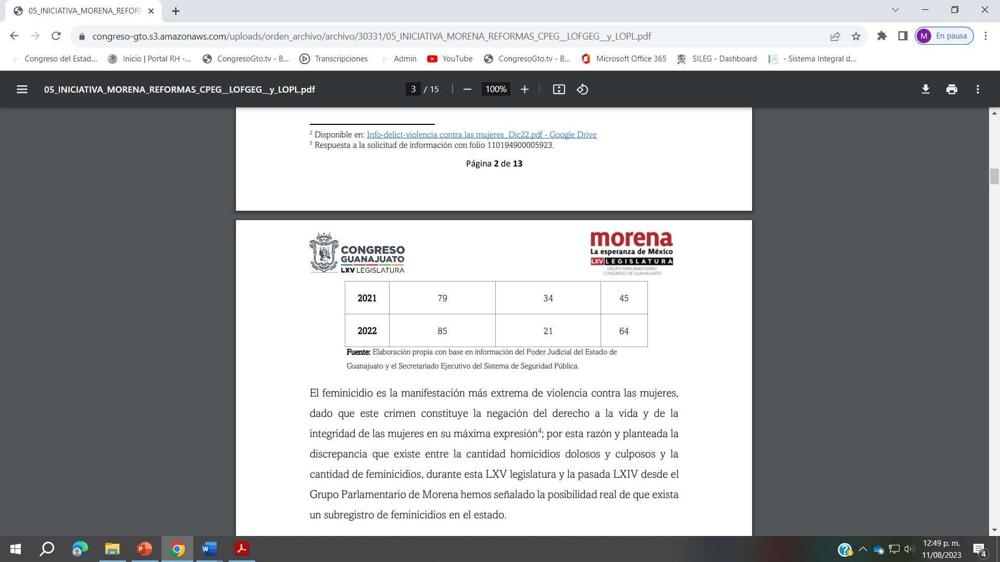 05_INICIATIVA_MORENA_REFORM
congreso-gto.s3.amazonaws.com/uploads/orden_archivo/archivo/30331/05_INICIATIVA_MORENA_REFORMAS_CPEG__LOFGEG__y_LOPL.pdf
M En pausa
Congreso del Estad... Inicio | Portal RH -... CongresoGto.tv - B... Transcripciones Admin YouTube CongresoGto.tv - B... Microsoft Office 365 SILEG - Dashboard - Sistema Integral d...
05_INICIATIVA_MORENA_REFORMAS_CPEG__LOFGEG__y_LOPL.pdf 3 / 15 100%
2 Disponible en: Info-delict-violencia contra las mujeres_Dic22.pdf - Google Drive
3 Respuesta a la solicitud de información con folio 110194900005923.
Página 2 de 13
CONGRESO
GUANAJUATO
LXV LEGISLATURA
morena
La esperanza de México
LXV LEGISLATURA
GRUPO PARLAMENTARIO
CONGRESO DE GUANAJUATO
2021 79 34 45
2022 85 21 64
Fuente: Elaboración propia con base en información del Poder Judicial del Estado de
Guanajuato y el Secretariado Ejecutivo del Sistema de Seguridad Pública.
El feminicidio es la manifestación más extrema de violencia contra las mujeres,
dado que este crimen constituye la negación del derecho a la vida y de la
integridad de las mujeres en su máxima expresión4; por esta razón y planteada la
discrepancia que existe entre la cantidad homicidios dolosos y culposos y la
cantidad de feminicidios, durante esta LXV legislatura y la pasada LXIV desde el
Grupo Parlamentario de Morena hemos señalado la posibilidad real de que exista
un subregistro de feminicidios en el estado.
12:49 p. m.
11/08/2023
4